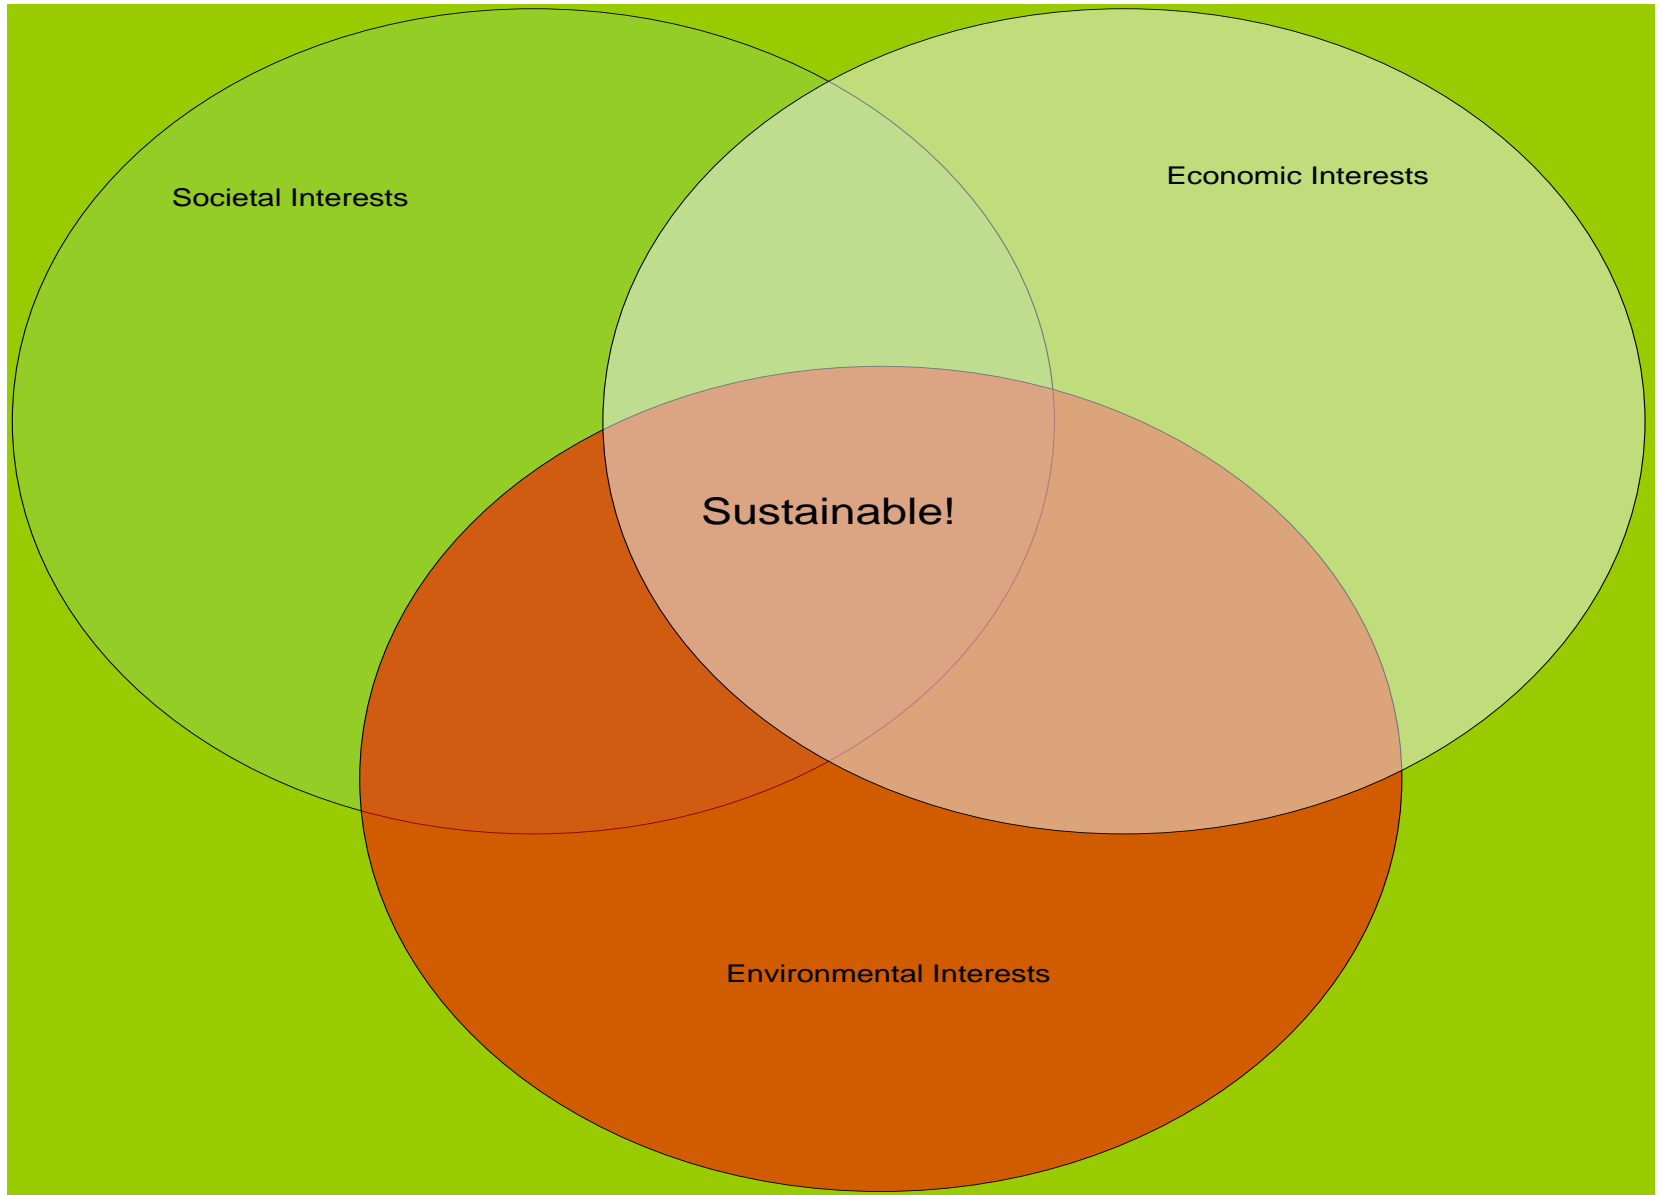 Societal Interests
Economic Interests
Sustainable!
Environmental Interests